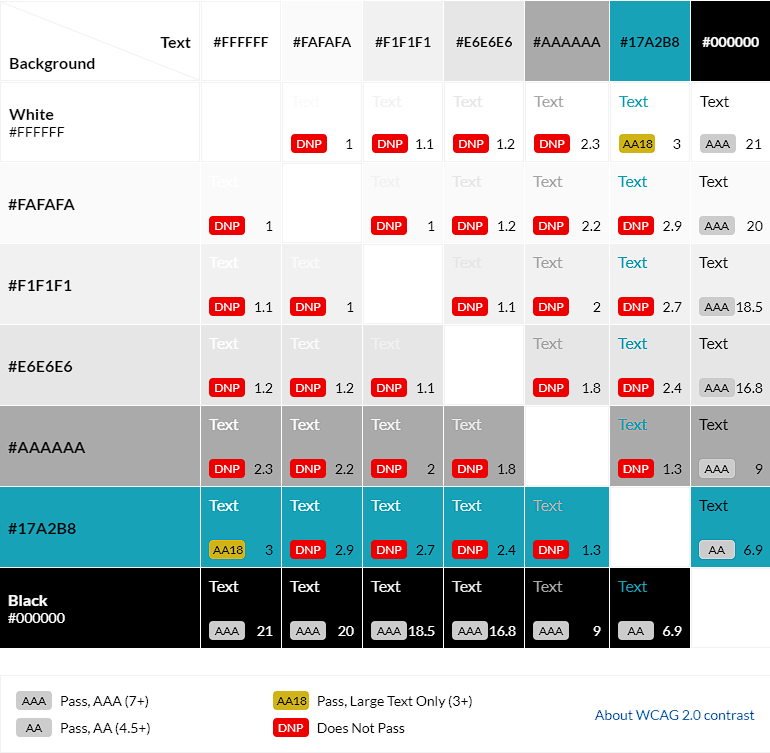 Text #FFFFFF #FAFAFA #F1F1F1 #E6E6E6 #AAAAAA #17A2B8 #000000
Background
White Text Text Text Text Text Text
#FFFFFF
DNP 1 DNP 1.1 DNP 1.2 DNP 2.3 AA18 3 AAA 21
Text Text Text Text Text Text
#FAFAFA
DNP 1 DNP 1 DNP 1.2 DNP 2.2 DNP 2.9 AAA 20
Text Text Text Text Text Text
#F1F1F1
DNP 1.1 DNP 1 DNP 1.1 DNP 2 DNP 2.7 AAA 18.5
Text Text Text Text Text Text
#E6E6E6
DNP 1.2 DNP 1.2 DNP 1.1 DNP 1.8 DNP 2.4 AAA 16.8
Text Text Text Text Text Text
#AAAAAA
DNP 2.3 DNP 2.2 DNP 2 DNP 1.8 DNP 1.3 AAA 9
Text Text Text Text Text Text
#17A2B8
AA18 3 DNP 2.9 DNP 2.7 DNP 2.4 DNP 1.3 AA 6.9
Text Text Text Text Text Text
Black
#000000
AAA 21 AAA 20 AAA 18.5 AAA 16.8 AAA 9 AA 6.9
AAA Pass, AAA (7+) AA18 Pass, Large Text Only (3+)
About WCAG 2.0 contrast
AA Pass, AA (4.5+) DNP Does Not Pass